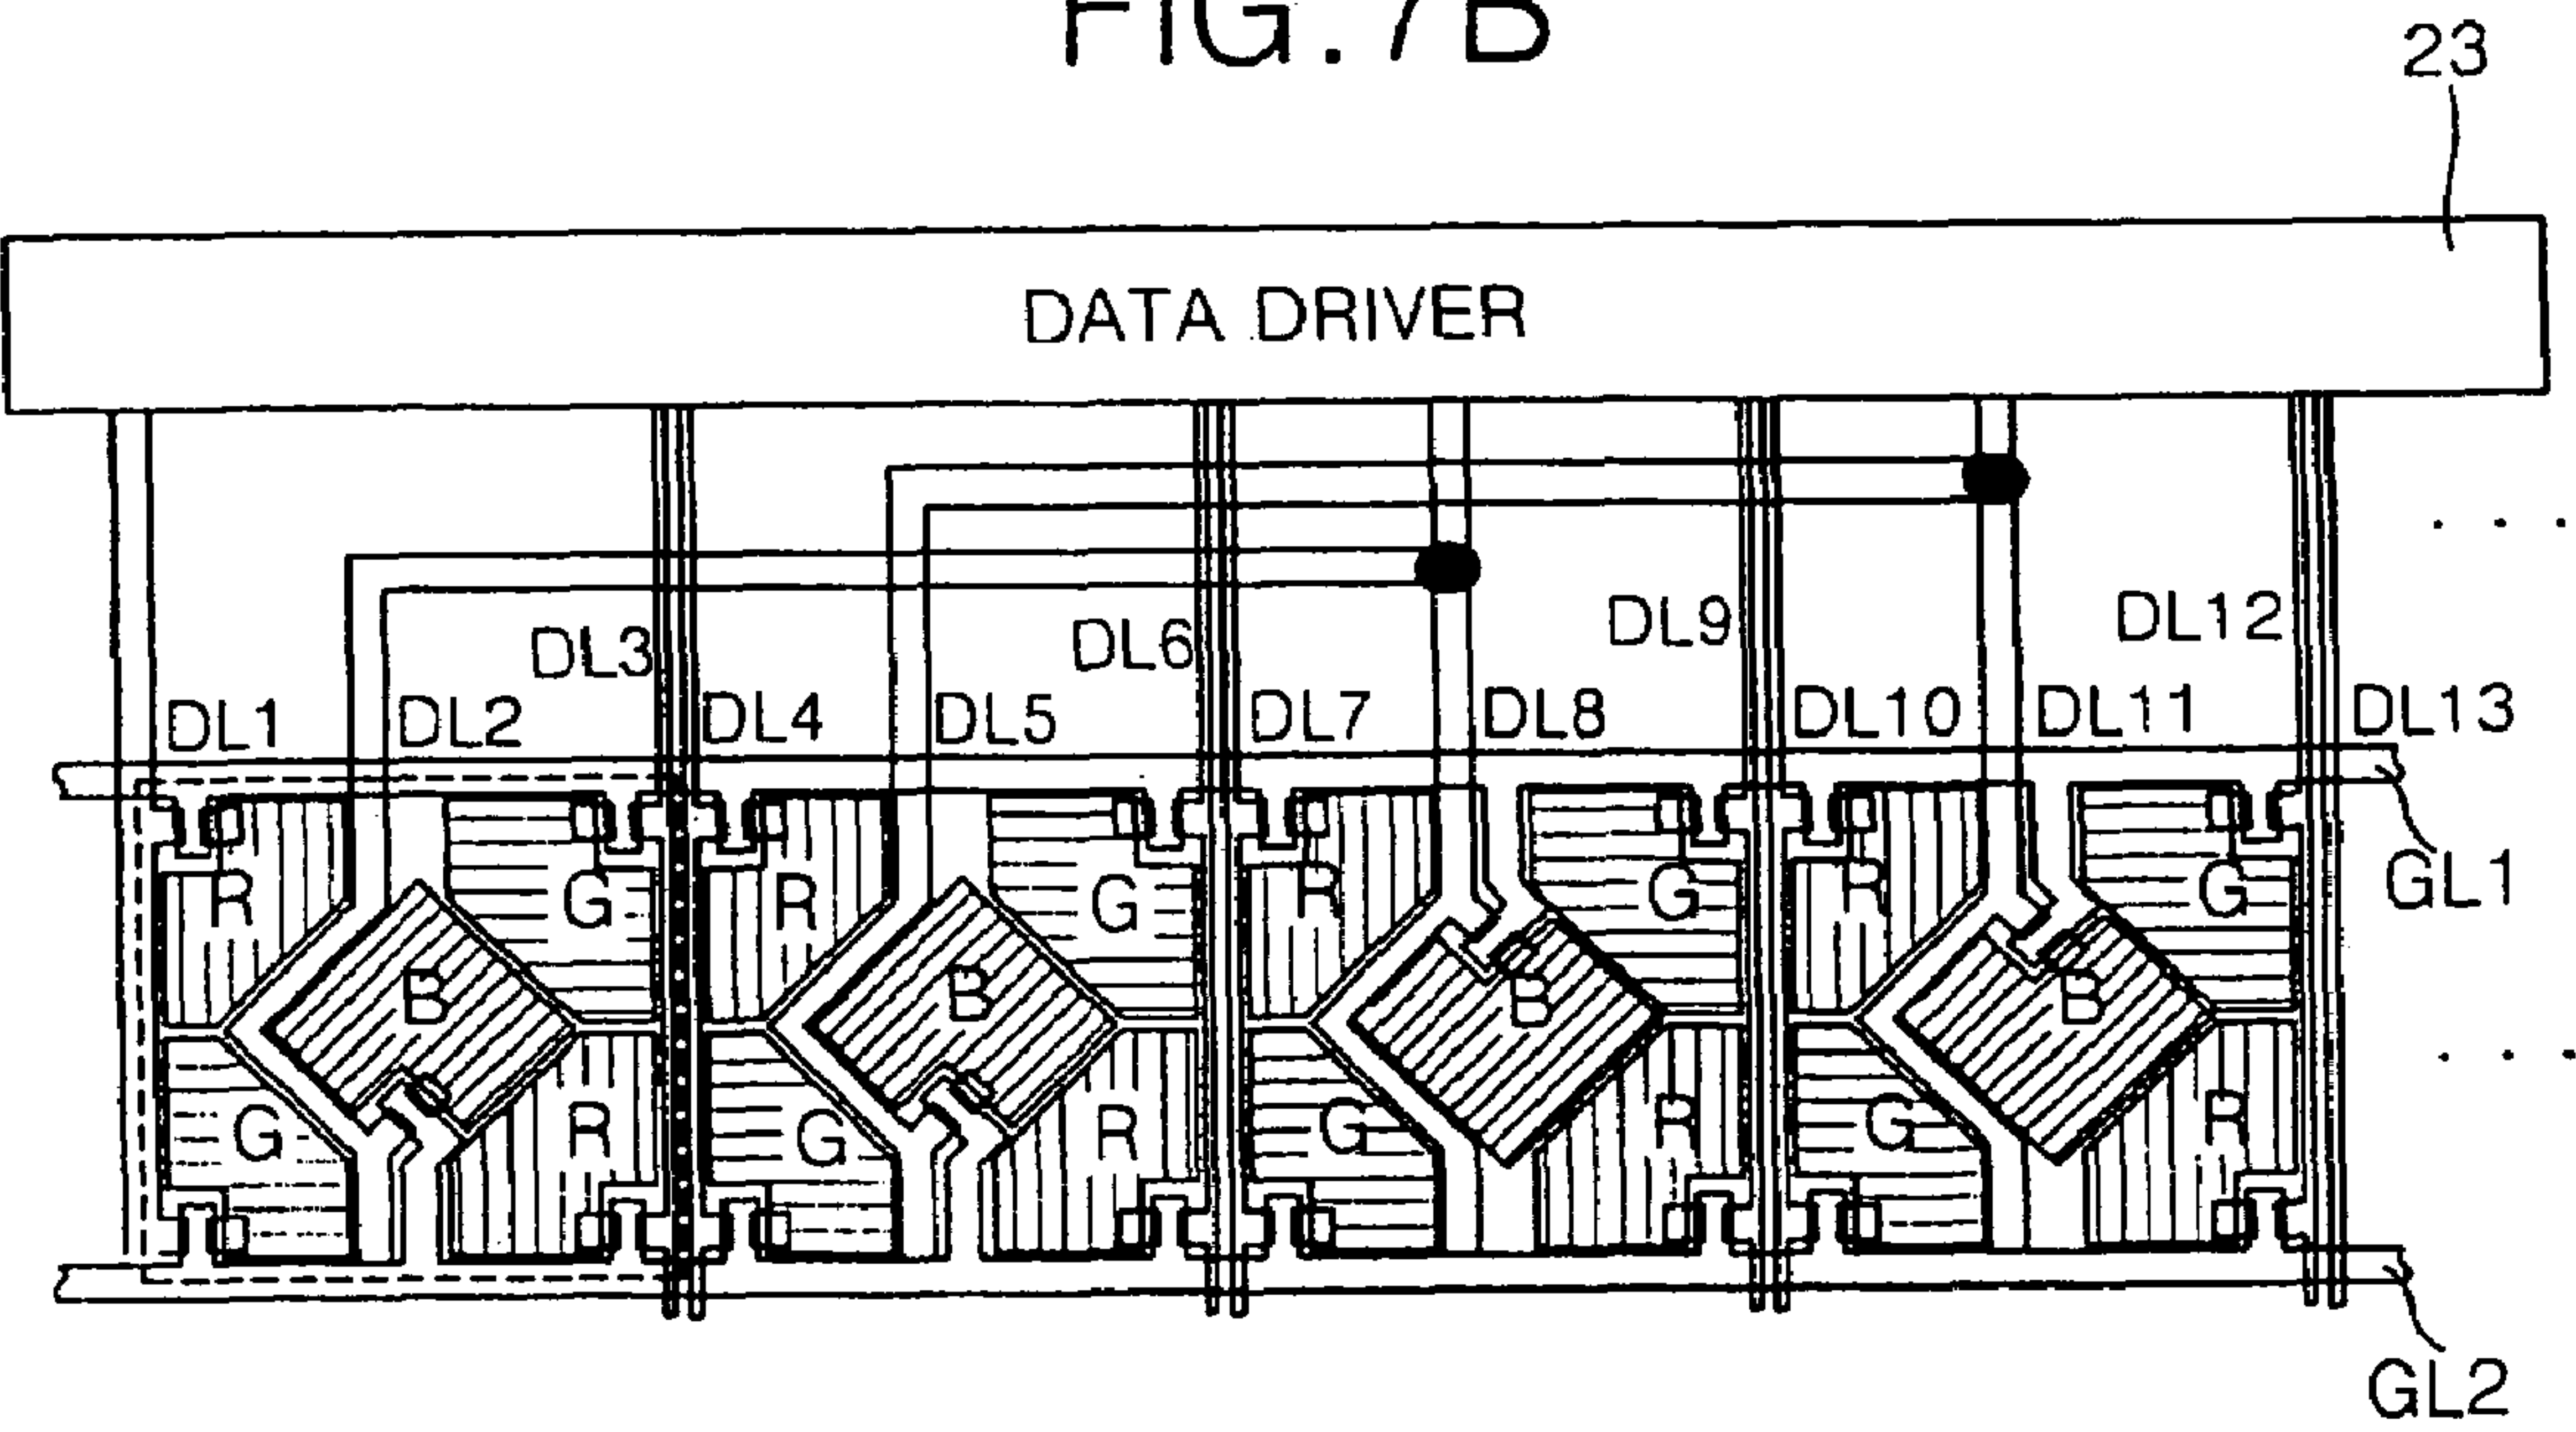 FIG. 7B
23
DATA DRIVER
DL3 DL6 DL9 DL12
DL1 DL2 DL4 DL5 DL7 DL8 DL10 DL11 DL13
R G R G R G R G GL1
B B B B
G R G R G R G R
GL2